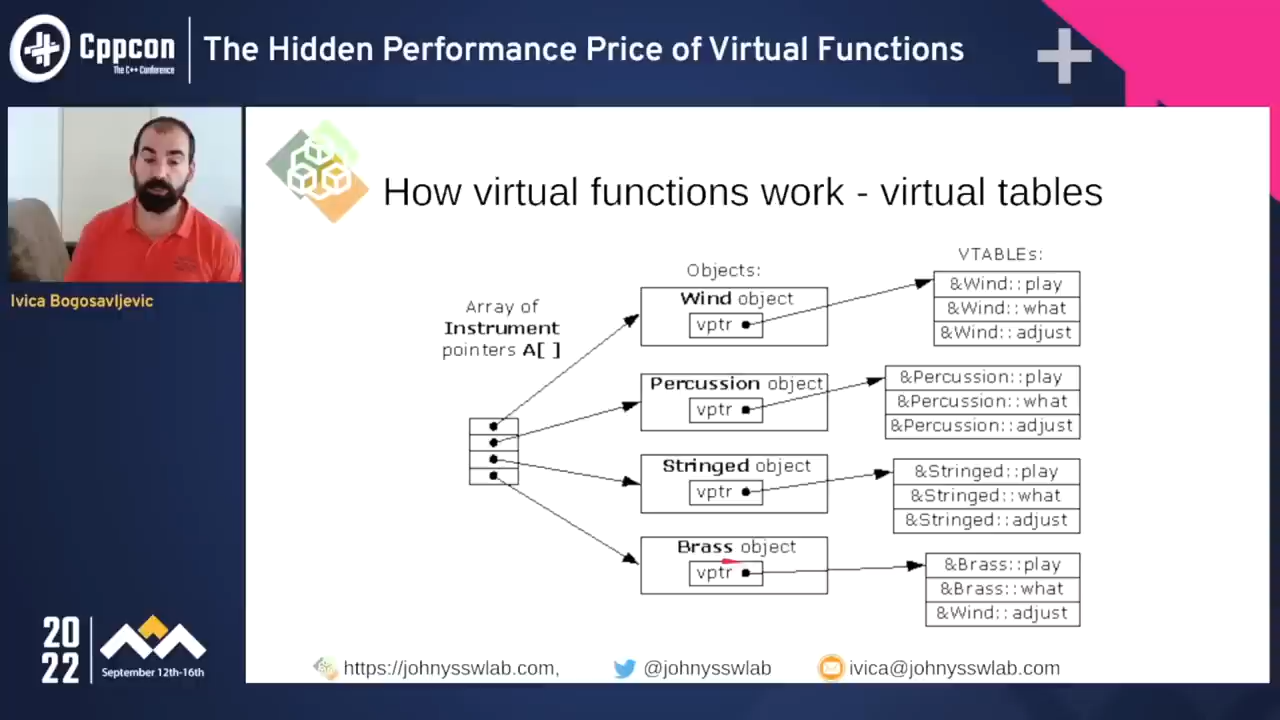 Cppcon
The C++ Conference
The Hidden Performance Price of Virtual Functions
Ivica Bogosavljevic
How virtual functions work - virtual tables
Array of
Instrument
pointers A[ ]
Objects:
Wind object
vptr
Percussion object
vptr
Stringed object
vptr
Brass object
vptr
VTABLEs:
&Wind::play
&Wind::what
&Wind::adjust
&Percussion::play
&Percussion::what
&Percussion::adjust
&Stringed::play
&Stringed::what
&Stringed::adjust
&Brass::play
&Brass::what
&Wind::adjust
20
22
September 12th-16th
https://johnysswlab.com,
@johnysswlab
ivica@johnysswlab.com